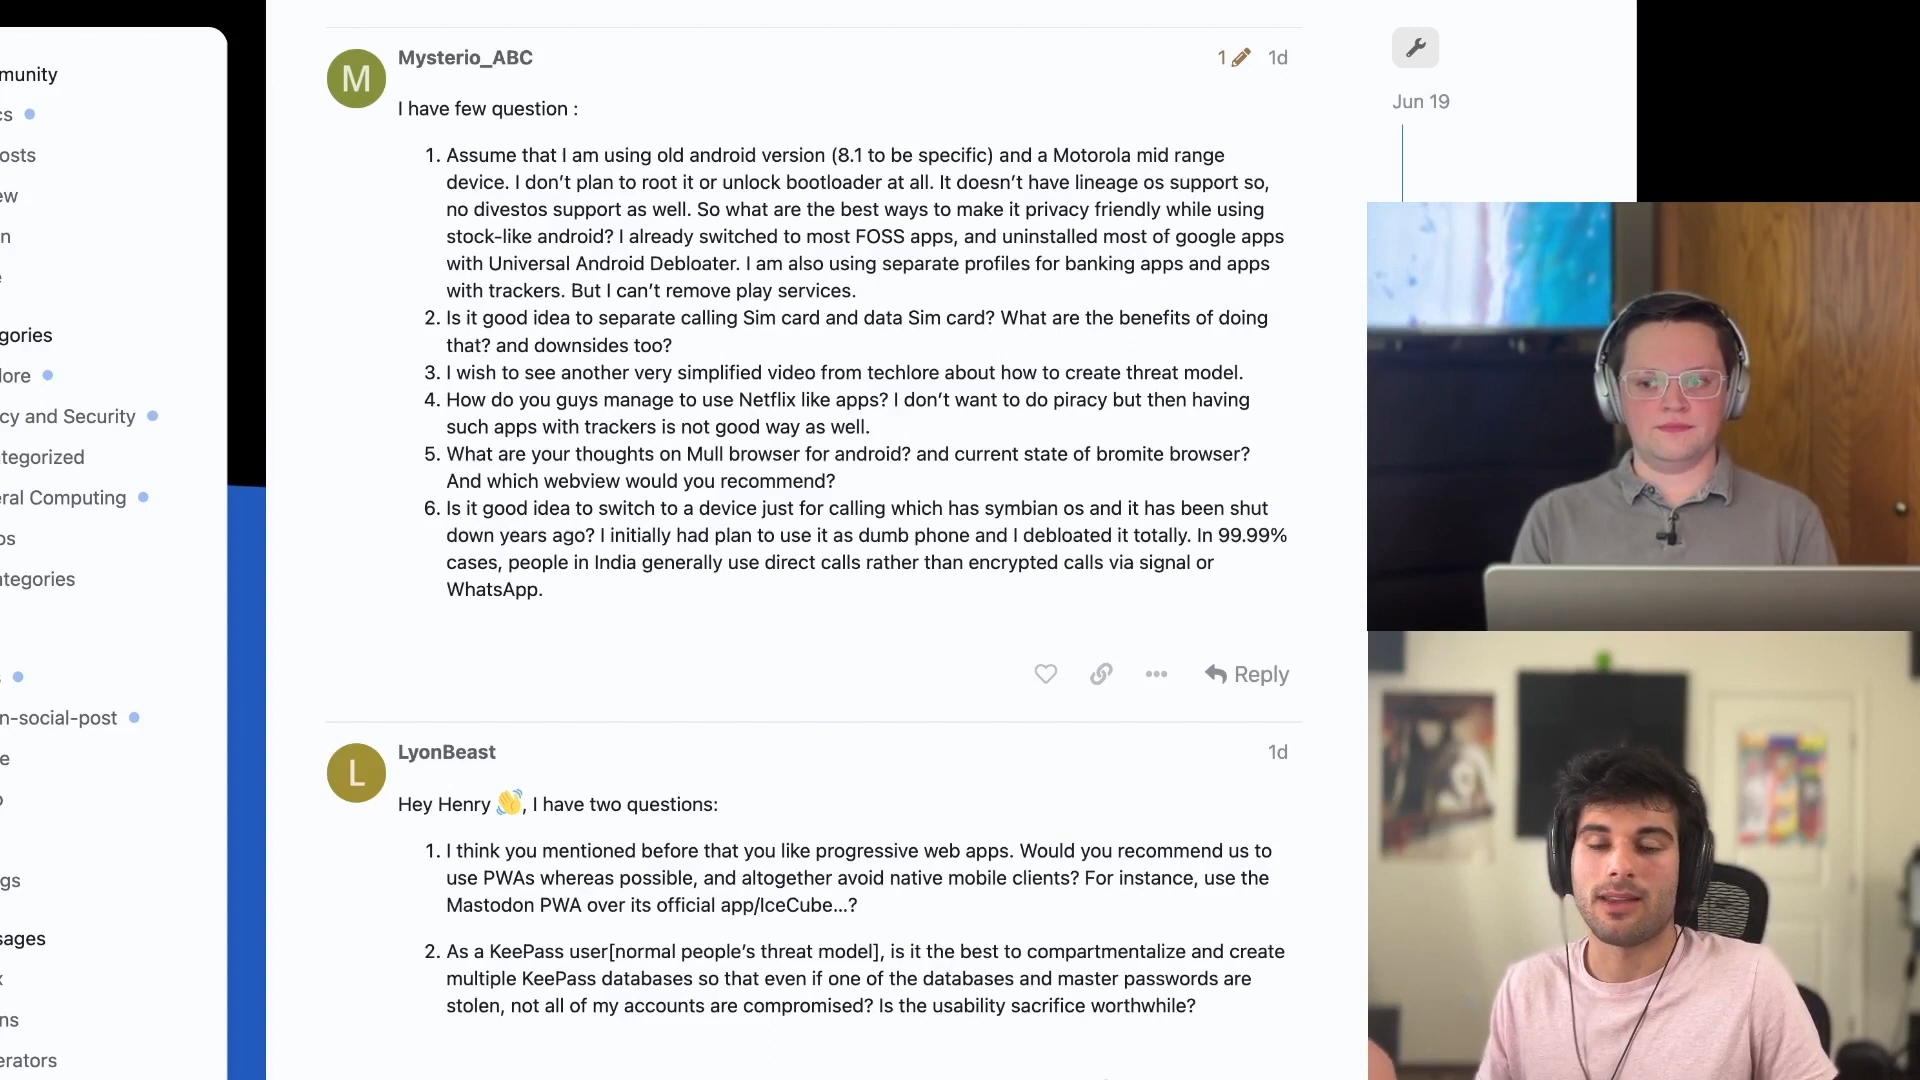 munity
cs
osts
ew
n
e
gories
lore
cy and Security
tegorized
ral Computing
os
ategories
s
n-social-post
e
o
gs
sages
x
ns
erators
Mysterio_ABC
1
1d
M
I have few question :
1. Assume that I am using old android version (8.1 to be specific) and a Motorola mid range
device. I don’t plan to root it or unlock bootloader at all. It doesn’t have lineage os support so,
no divestos support as well. So what are the best ways to make it privacy friendly while using
stock-like android? I already switched to most FOSS apps, and uninstalled most of google apps
with Universal Android Debloater. I am also using separate profiles for banking apps and apps
with trackers. But I can’t remove play services.
2. Is it good idea to separate calling Sim card and data Sim card? What are the benefits of doing
that? and downsides too?
3. I wish to see another very simplified video from techlore about how to create threat model.
4. How do you guys manage to use Netflix like apps? I don’t want to do piracy but then having
such apps with trackers is not good way as well.
5. What are your thoughts on Mull browser for android? and current state of bromite browser?
And which webview would you recommend?
6. Is it good idea to switch to a device just for calling which has symbian os and it has been shut
down years ago? I initially had plan to use it as dumb phone and I debloated it totally. In 99.99%
cases, people in India generally use direct calls rather than encrypted calls via signal or
WhatsApp.
Reply
LyonBeast
1d
L
Hey Henry 👋, I have two questions:
1. I think you mentioned before that you like progressive web apps. Would you recommend us to
use PWAs whereas possible, and altogether avoid native mobile clients? For instance, use the
Mastodon PWA over its official app/IceCube...?
2. As a KeePass user[normal people’s threat model], is it the best to compartmentalize and create
multiple KeePass databases so that even if one of the databases and master passwords are
stolen, not all of my accounts are compromised? Is the usability sacrifice worthwhile?
Jun 19